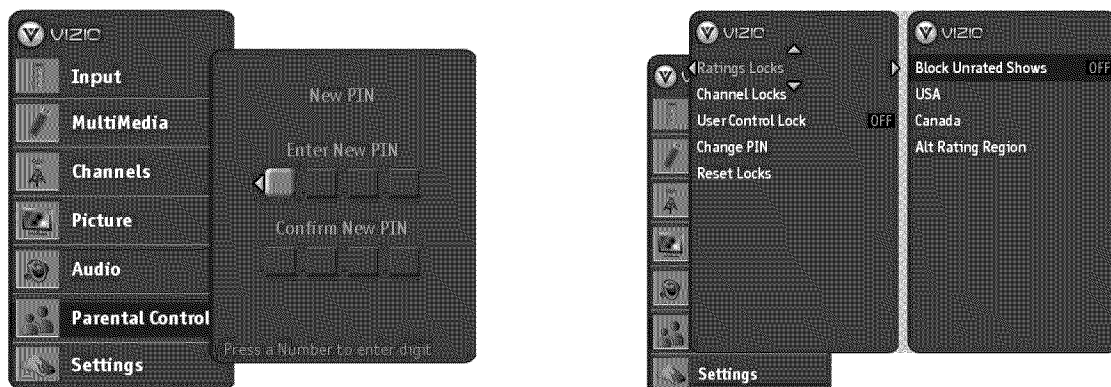 VIZIO
Input
MultiMedia
Channels
Picture
Audio
Parental Control
Settings
New PIN
Enter New PIN
Confirm New PIN
Press a Number to enter digit
VIZIO
Ratings Locks
Channel Locks
User Control Lock OFF
Change PIN
Reset Locks
Settings
VIZIO
Block Unrated Shows OFF
USA
Canada
Alt Rating Region